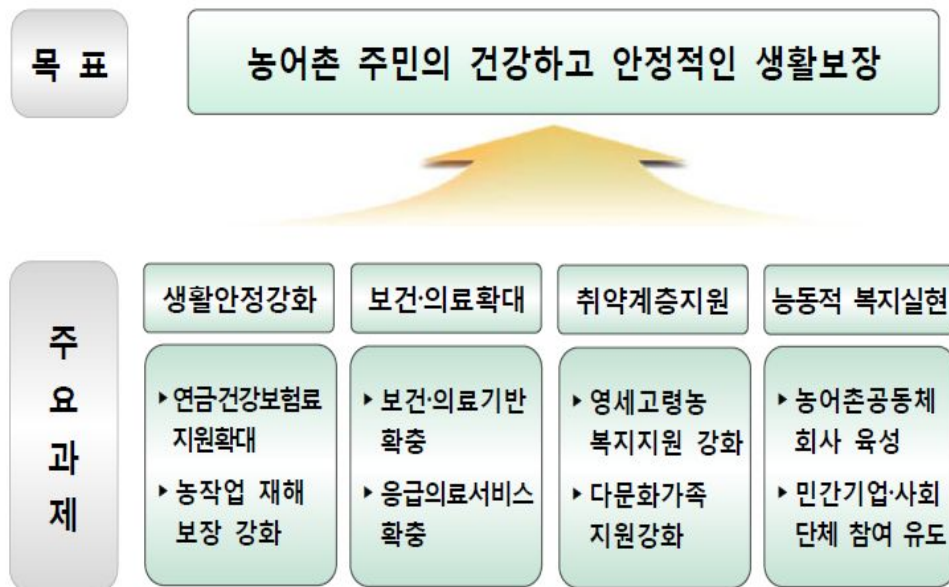 목 표
농어촌 주민의 건강하고 안정적인 생활보장
주요과제
생활안정강화
▸연금·건강보험료
지원확대
▸농작업 재해
보장 강화
보건·의료확대
▸보건·의료기반
확충
▸응급의료서비스
확충
취약계층지원
▸영세고령농
복지지원 강화
▸다문화가족
지원강화
능동적 복지실현
▸농어촌공동체
회사 육성
▸민간기업·사회
단체 참여 유도